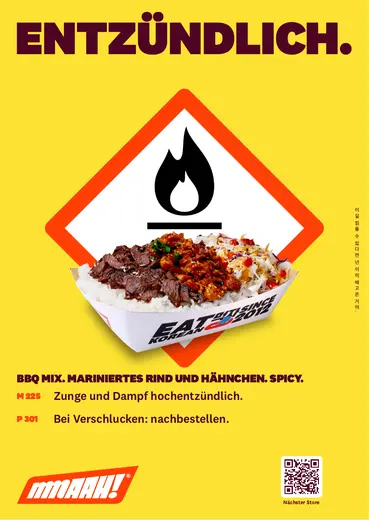 ENTZÜNDLICH.
EAT DIT! SINCE
KOREAN 2012
BBQ MIX. MARINIERTES RIND UND HÄHNCHEN. SPICY.
M 225 Zunge und Dampf hochentzündlich.
P 301 Bei Verschlucken: nachbestellen.
mmAAH!®
Nächster Store